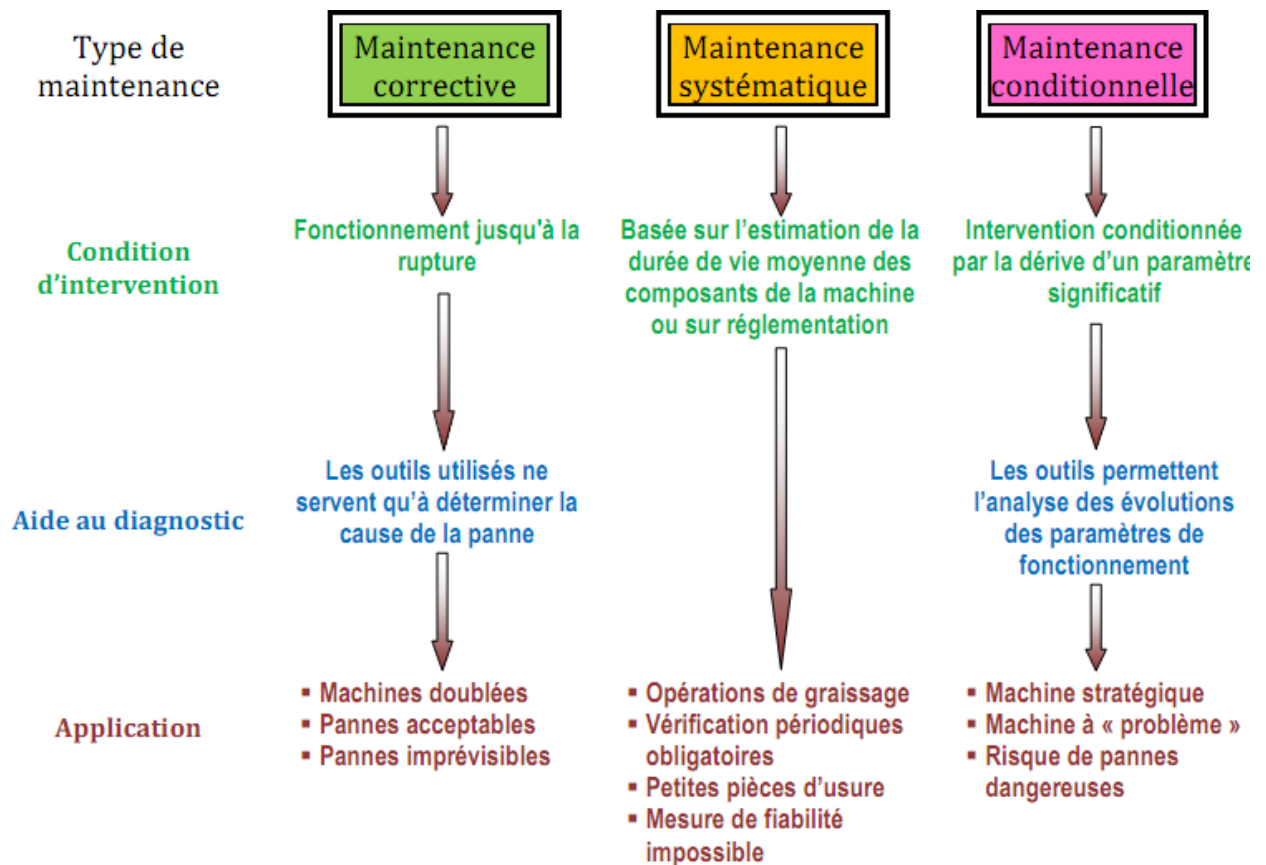 Type de
maintenance
Maintenance
corrective
Maintenance
systématique
Maintenance
conditionnelle
Condition
d'intervention
Fonctionnement jusqu'à la
rupture
Basée sur l'estimation de la
durée de vie moyenne des
composants de la machine
ou sur réglementation
Intervention conditionnée
par la dérive d'un paramètre
significatif
Aide au diagnostic
Les outils utilisés ne
servent qu'à déterminer la
cause de la panne
Les outils permettent
l'analyse des évolutions
des paramètres de
fonctionnement
Application
▪ Machines doublées
▪ Pannes acceptables
▪ Pannes imprévisibles
▪ Opérations de graissage
▪ Vérification périodiques
obligatoires
▪ Petites pièces d'usure
▪ Mesure de fiabilité
impossible
▪ Machine stratégique
▪ Machine à « problème »
▪ Risque de pannes
dangereuses